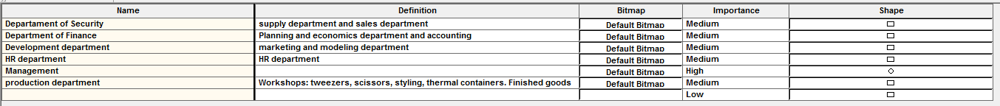 Name Definition Bitmap Importance Shape
Departament of Security supply department and sales department Default Bitmap Medium
Department of Finance Planning and economics department and accounting Default Bitmap Medium
Development department marketing and modeling department Default Bitmap Medium
HR department HR department Default Bitmap Medium
Management Default Bitmap High
production department Workshops: tweezers, scissors, styling, thermal containers. Finished goods Default Bitmap Medium
Low